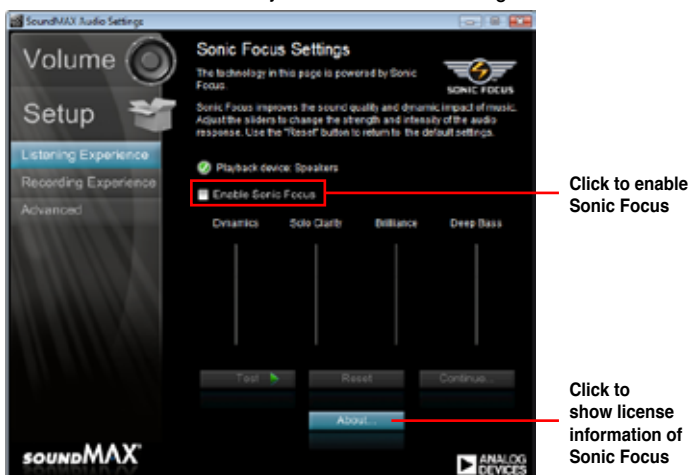 SoundMAX Audio Settings
Volume
Setup
Listening Experience
Recording Experience
Advanced
Sonic Focus Settings
The technology in this page is powered by Sonic
Focus.
SONIC FOCUS
Sonic Focus improves the sound quality and dynamic impact of music.
Adjust the sliders to change the strength and intensity of the audio
response. Use the "Reset" button to return to the default settings.
Playback device: Speakers
Enable Sonic Focus
Dynamics Solo Clarity Brilliance Deep Bass
Test Reset Continue...
About...
SOUNDMAX
ANALOG
DEVICES
Click to enable
Sonic Focus
Click to
show license
information of
Sonic Focus